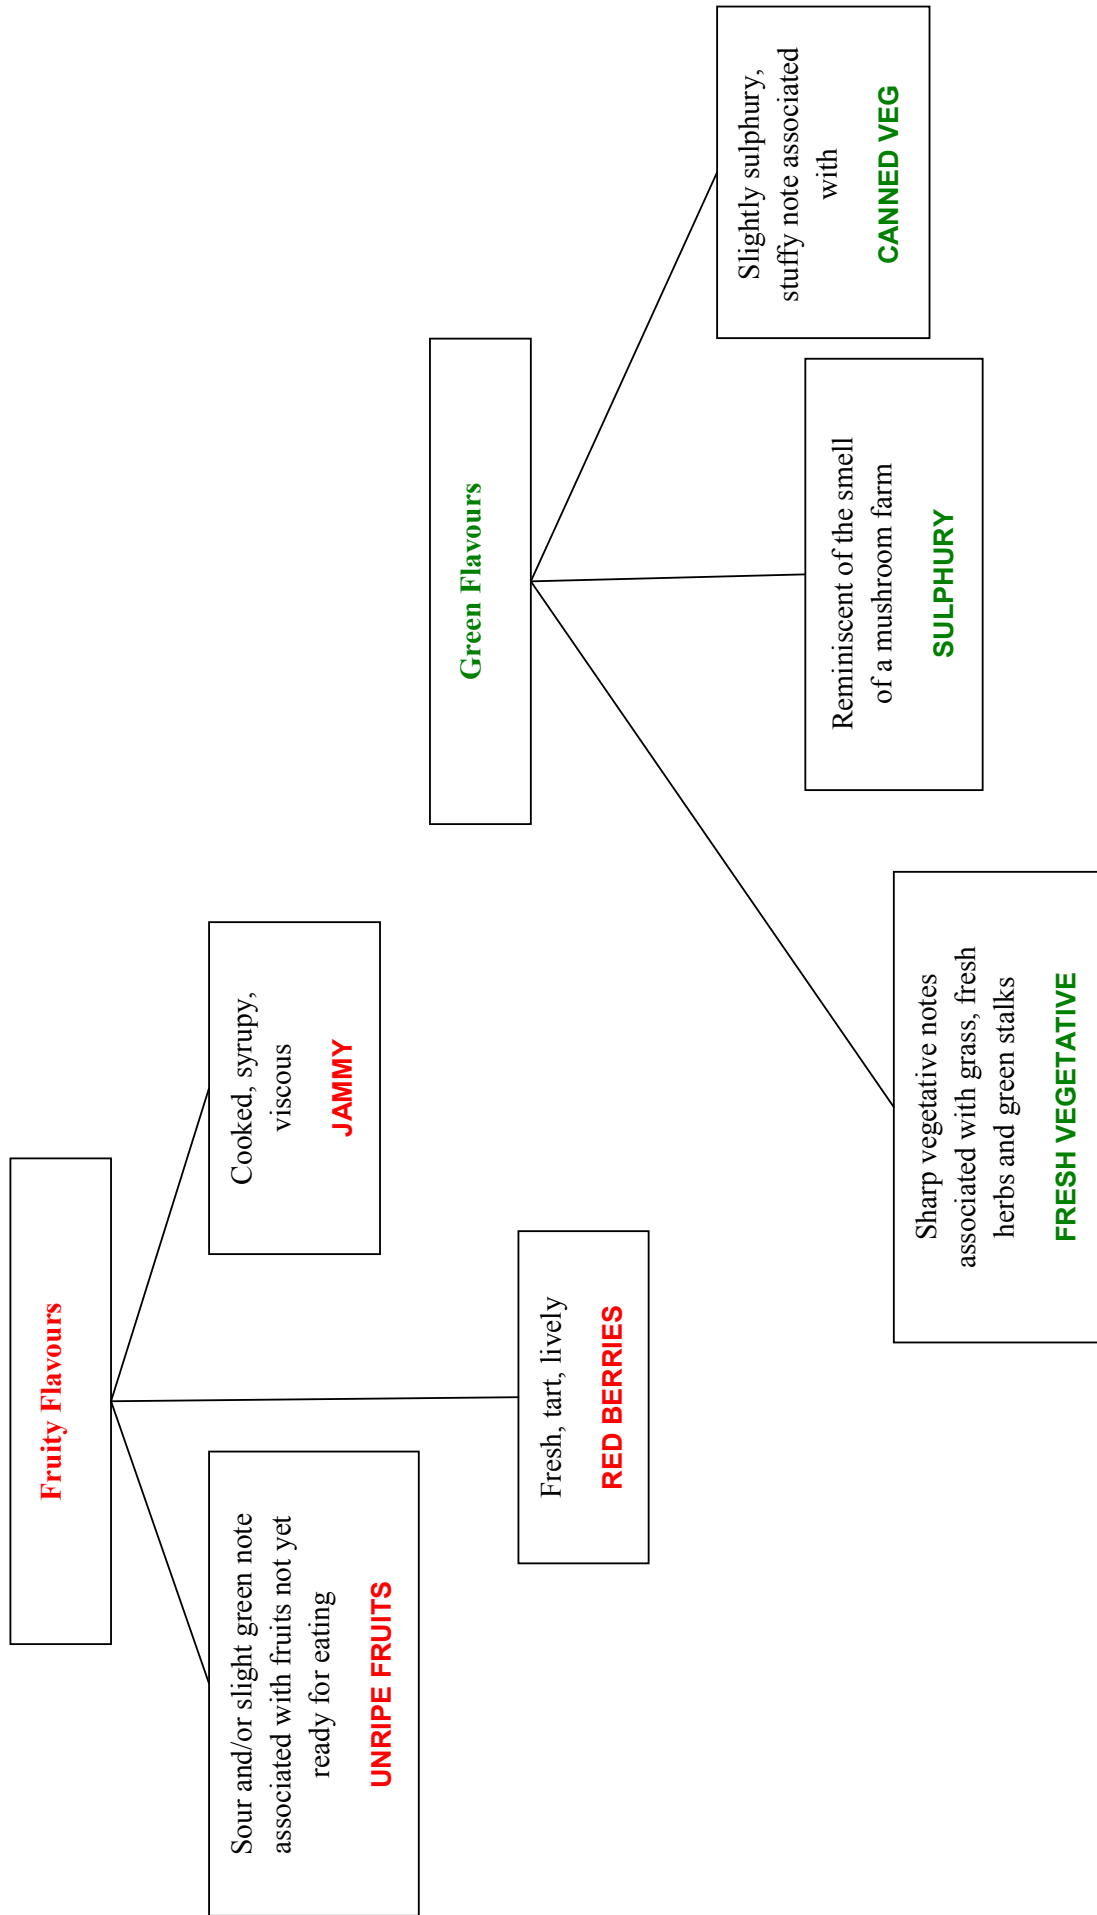 Fruity Flavours
Sour and/or slight green note
associated with fruits not yet
ready for eating
UNRIPE FRUITS
Fresh, tart, lively
RED BERRIES
Cooked, syrupy,
viscous
JAMMY
Green Flavours
Sharp vegetative notes
associated with grass, fresh
herbs and green stalks
FRESH VEGETATIVE
Reminiscent of the smell
of a mushroom farm
SULPHURY
Slightly sulphury,
stuffy note associated
with
CANNED VEG